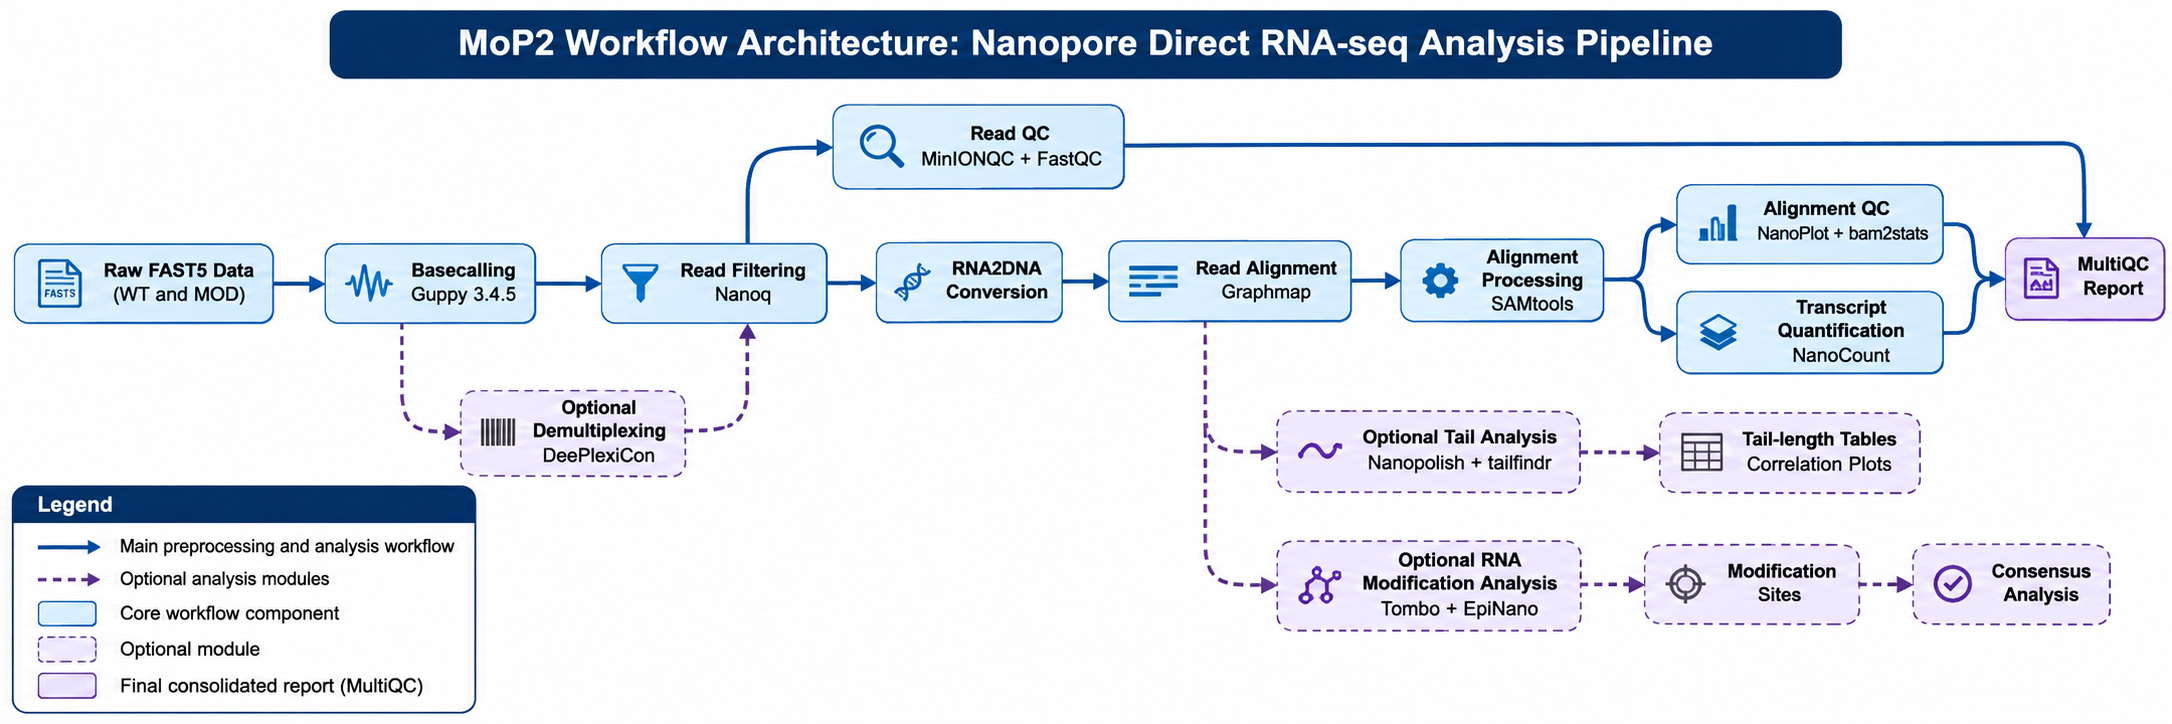 MoP2 Workflow Architecture: Nanopore Direct RNA-seq Analysis Pipeline
Read QC
MinIONQC + FastQC
FASTS
Raw FAST5 Data
(WT and MOD)
Basecalling
Guppy 3.4.5
Read Filtering
Nanoq
RNA2DNA
Conversion
Read Alignment
Graphmap
Alignment
Processing
SAMtools
Alignment QC
NanoPlot + bam2stats
Transcript
Quantification
NanoCount
MultiQC
Report
Optional
Demultiplexing
DeePlexiCon
Optional Tail Analysis
Nanopolish + tailfindr
Tail-length Tables
Correlation Plots
Optional RNA
Modification Analysis
Tombo + EpiNano
Modification
Sites
Consensus
Analysis
Legend
Main preprocessing and analysis workflow
Optional analysis modules
Core workflow component
Optional module
Final consolidated report (MultiQC)